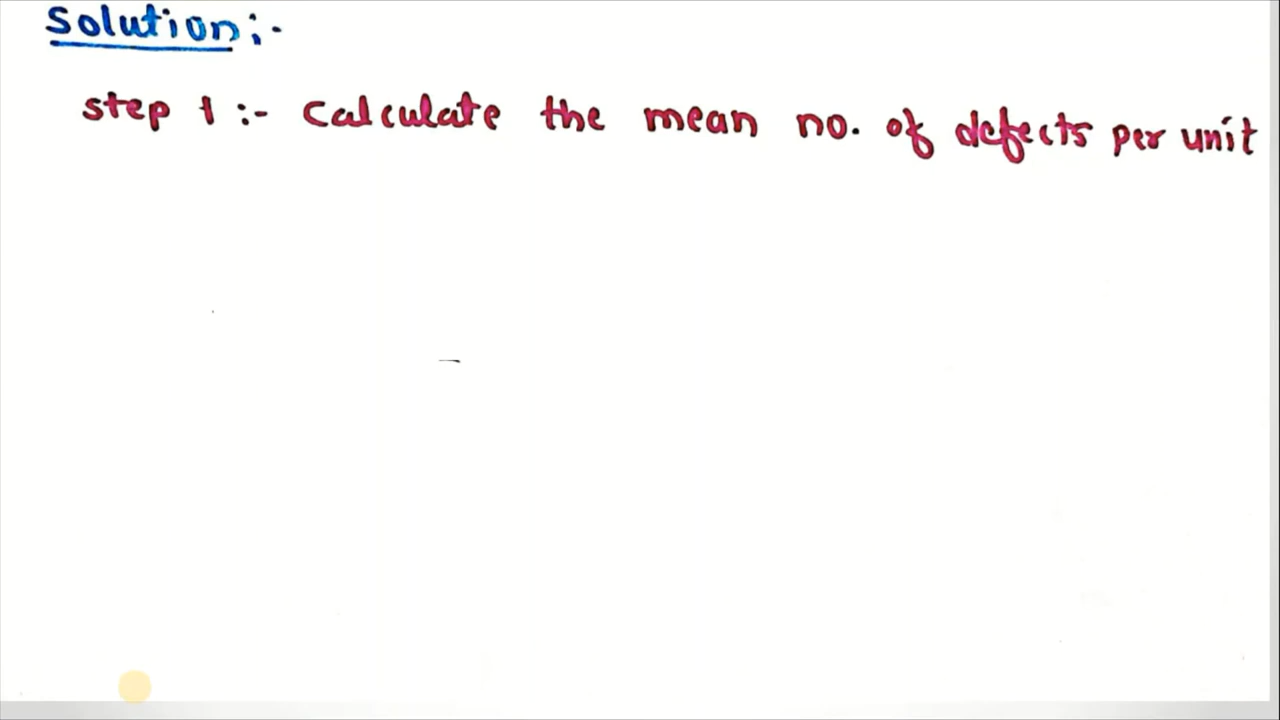 Solution:-
step 1 :- Calculate the mean no. of defects per unit